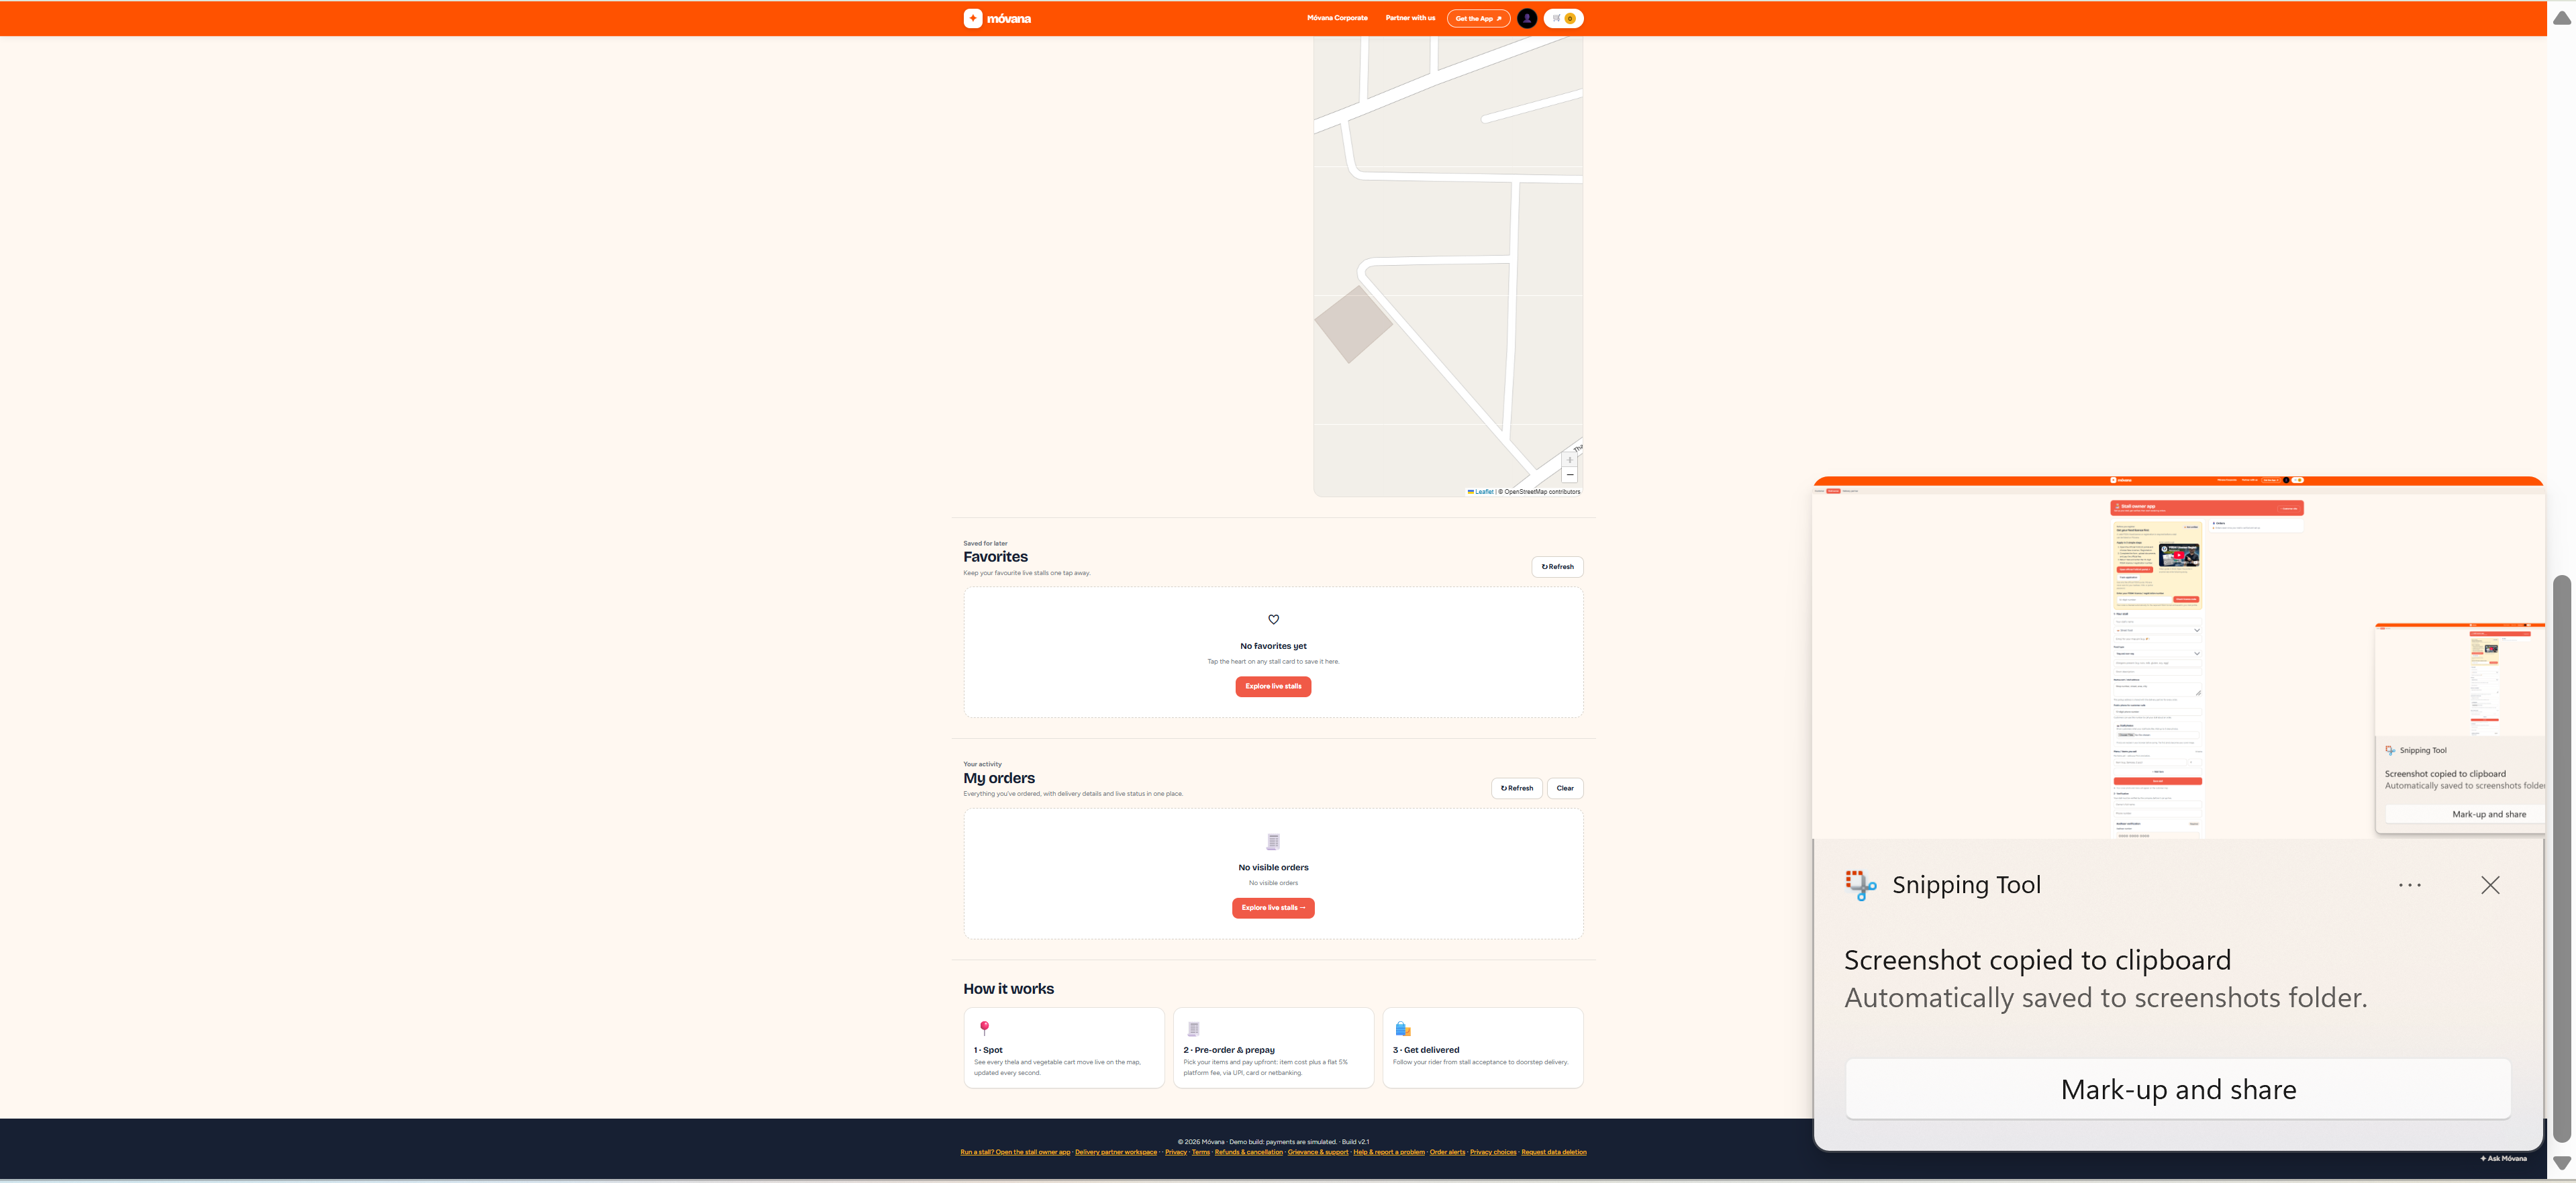 móvana
Móvana Corporate
Partner with us
Get the App ↗
0
+
−
Leaflet | © OpenStreetMap contributors
Saved for later
Favorites
Keep your favourite live stalls one tap away.
↻ Refresh
No favorites yet
Tap the heart on any stall card to save it here.
Explore live stalls
Your activity
My orders
Everything you've ordered, with delivery details and live status in one place.
↻ Refresh
Clear
No visible orders
No visible orders
Explore live stalls →
How it works
1 · Spot
See every thela and vegetable cart move live on the map,
updated every second.
2 · Pre-order & prepay
Pick your items and pay upfront; item cost plus a flat 5%
platform fee, via UPI, card or netbanking.
3 · Get delivered
Follow your rider from stall acceptance to doorstep delivery.
© 2026 Móvana · Demo build: payments are simulated. · Build v2.1
Run a stall? Open the stall owner app · Delivery partner workspace · · Privacy · Terms · Refunds & cancellation · Grievance & support · Help & report a problem · Order alerts · Privacy choices · Request data deletion
Stall owner app
Snipping Tool
Screenshot copied to clipboard
Automatically saved to screenshots folder
Mark-up and share
Snipping Tool
Screenshot copied to clipboard
Automatically saved to screenshots folder.
Mark-up and share
✦ Ask Móvana